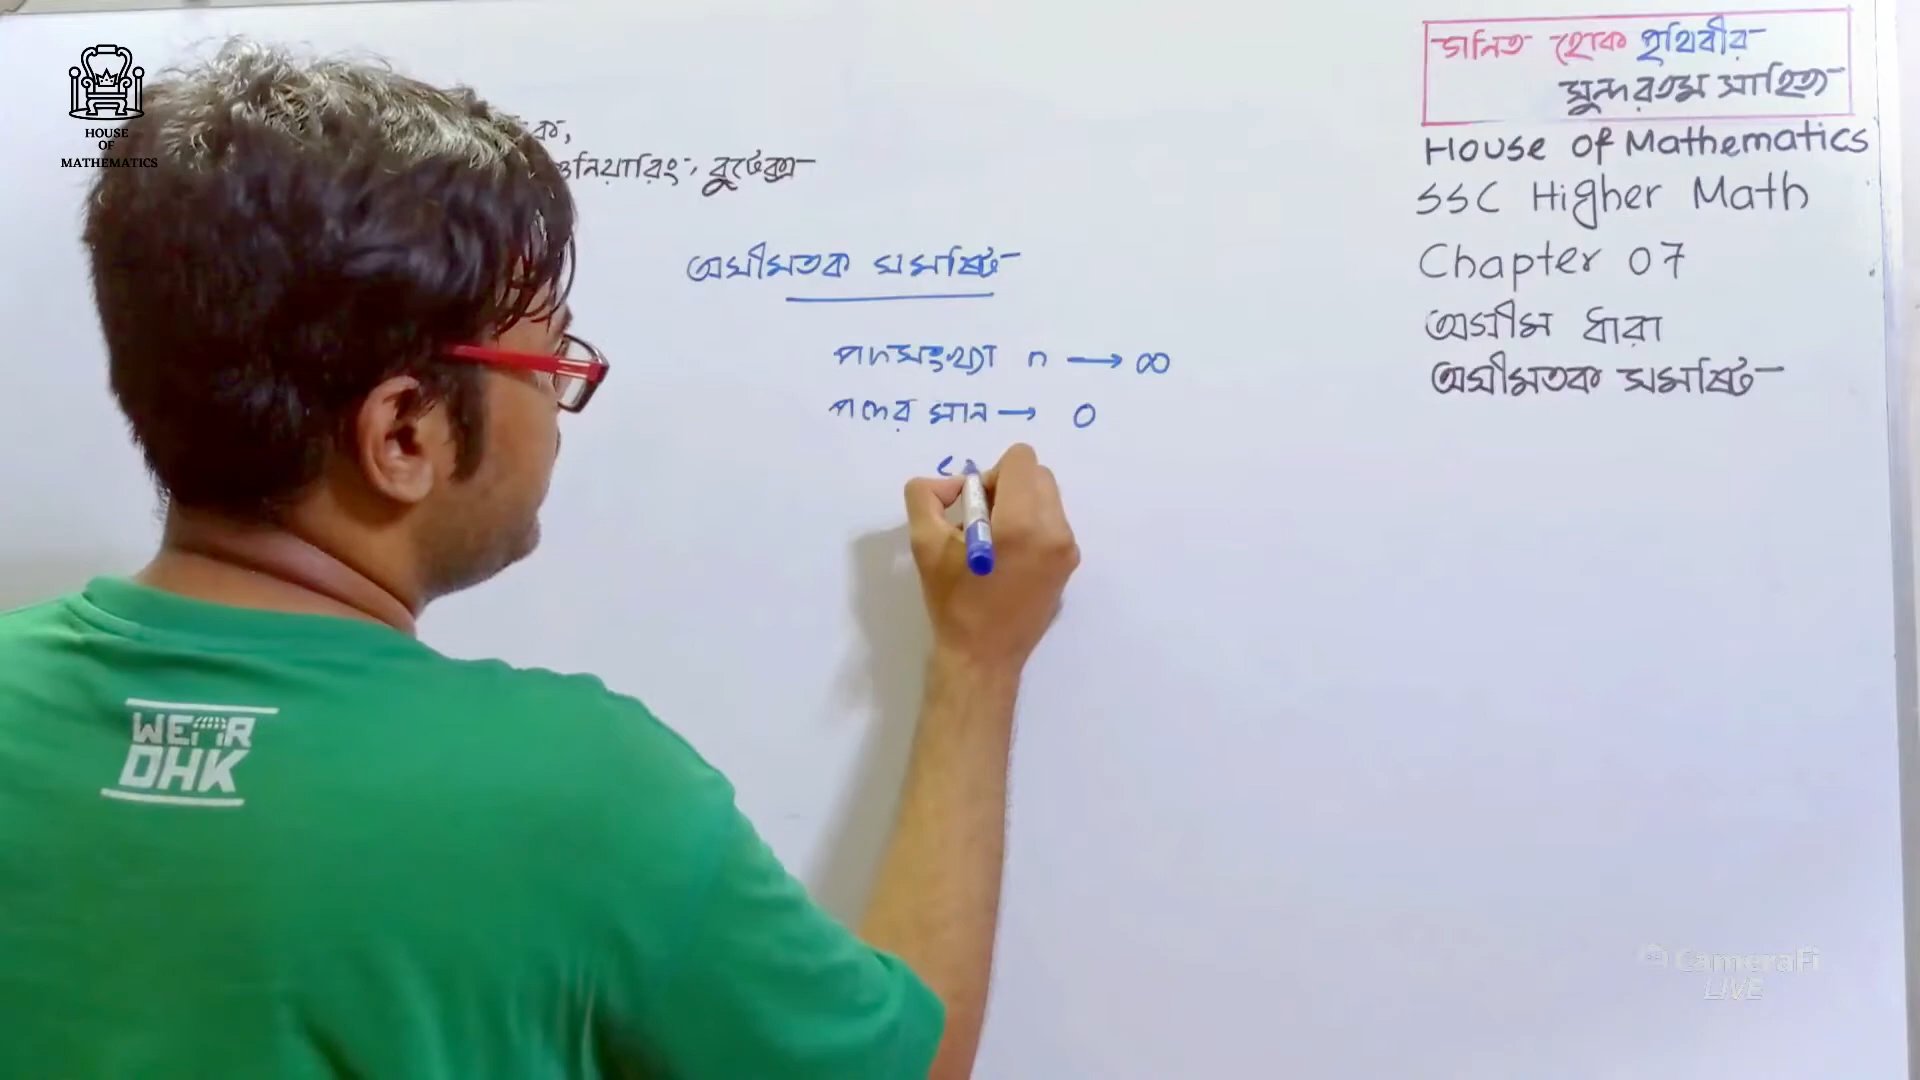 HOUSE
OF
MATHEMATICS
গনিত হোক পৃথিবীর
সুন্দরতম সাহিত্য
House of Mathematics
SSC Higher Math
Chapter 07
অসীম ধারা
অসীমতক সমষ্টি
ক,
নিয়ারিং, বুটেক্স
অসীমতক সমষ্টি
পদসংখ্যা n → ∞
পদের মান → 0
WEAR
DHK
CameraFi
LIVE